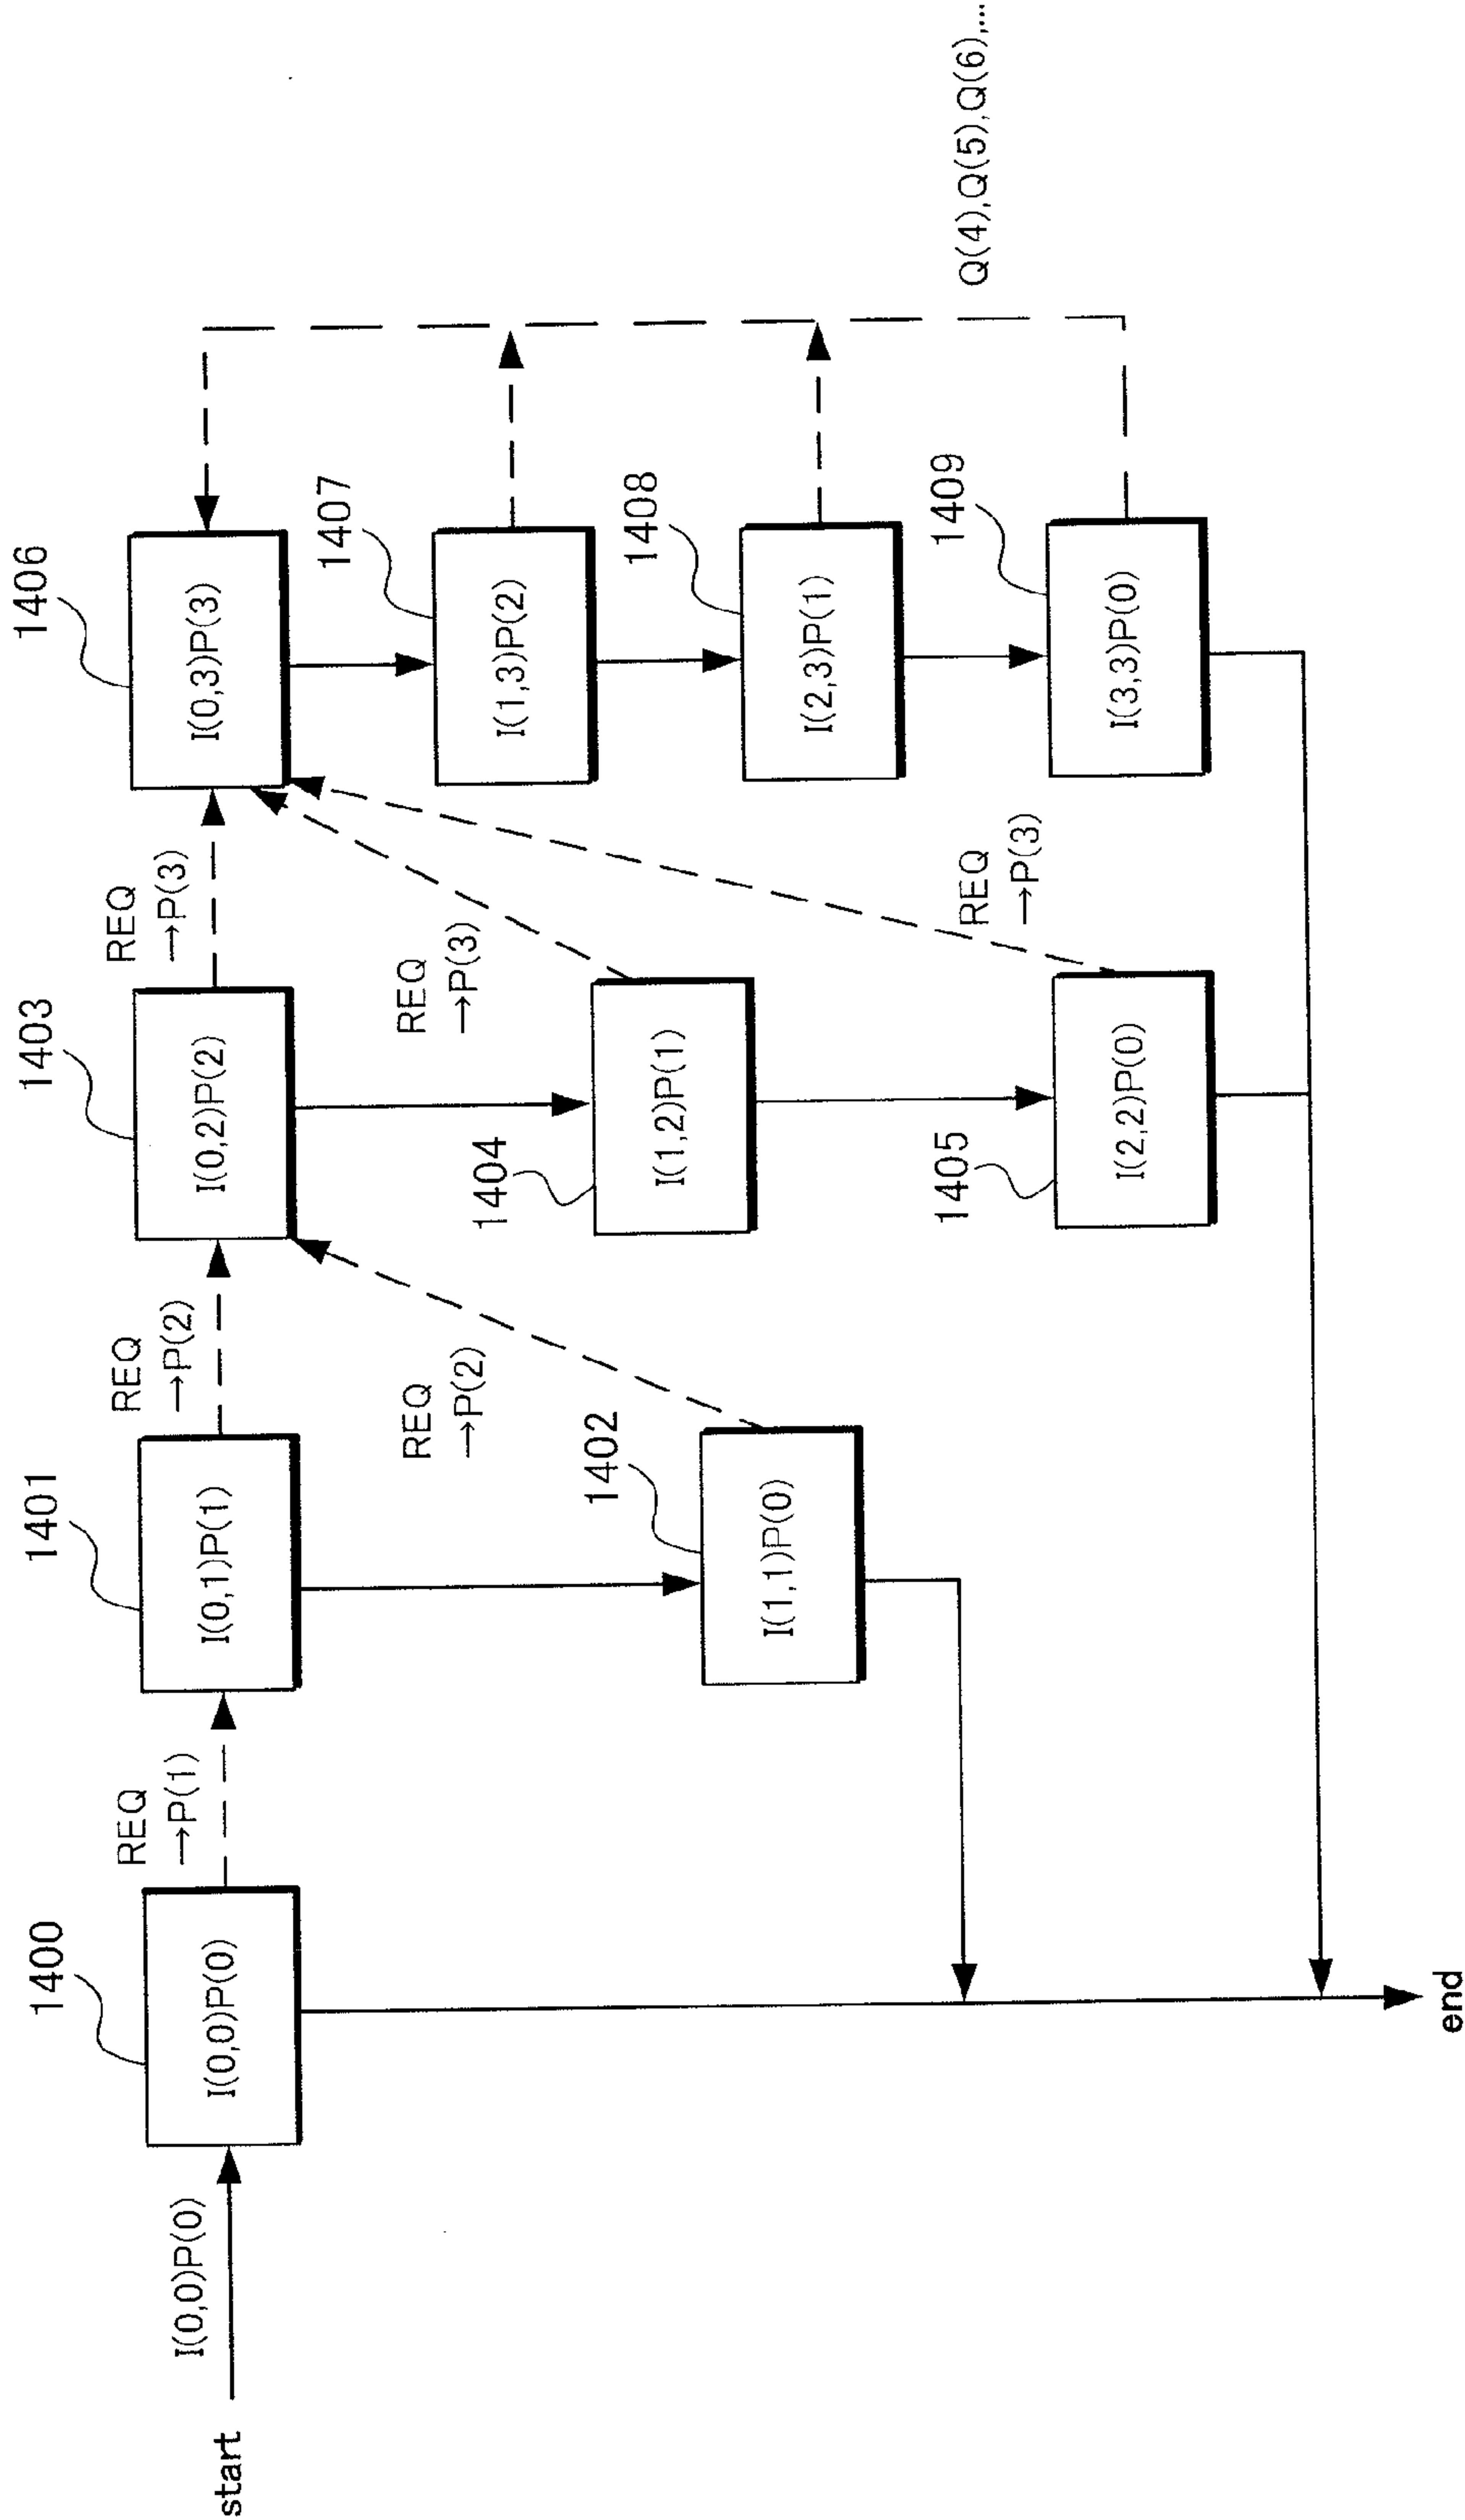 start
I(0,0)P(0)
1400
I(0,0)P(0)
REQ
→P(1)
1401
I(0,1)P(1)
REQ
→P(2)
1402
I(1,1)P(0)
REQ
→P(2)
1403
I(0,2)P(2)
REQ
→P(3)
1404
I(1,2)P(1)
REQ
→P(3)
1405
I(2,2)P(0)
REQ
→P(3)
1406
I(0,3)P(3)
1407
I(1,3)P(2)
1408
I(2,3)P(1)
1409
I(3,3)P(0)
Q(4),Q(5),Q(6),...
end